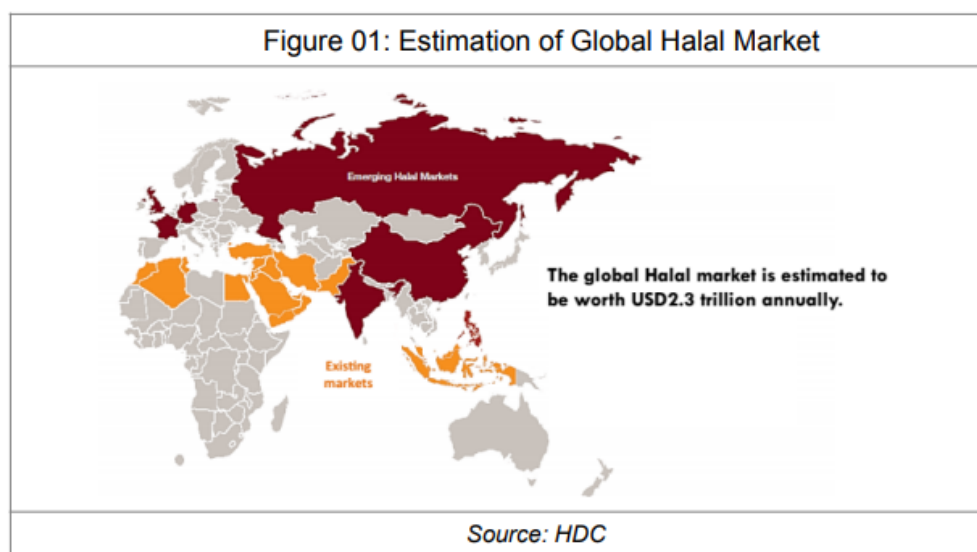 Figure 01: Estimation of Global Halal Market
Emerging Halal Markets
The global Halal market is estimated to
be worth USD2.3 trillion annually.
Existing
markets
Source: HDC